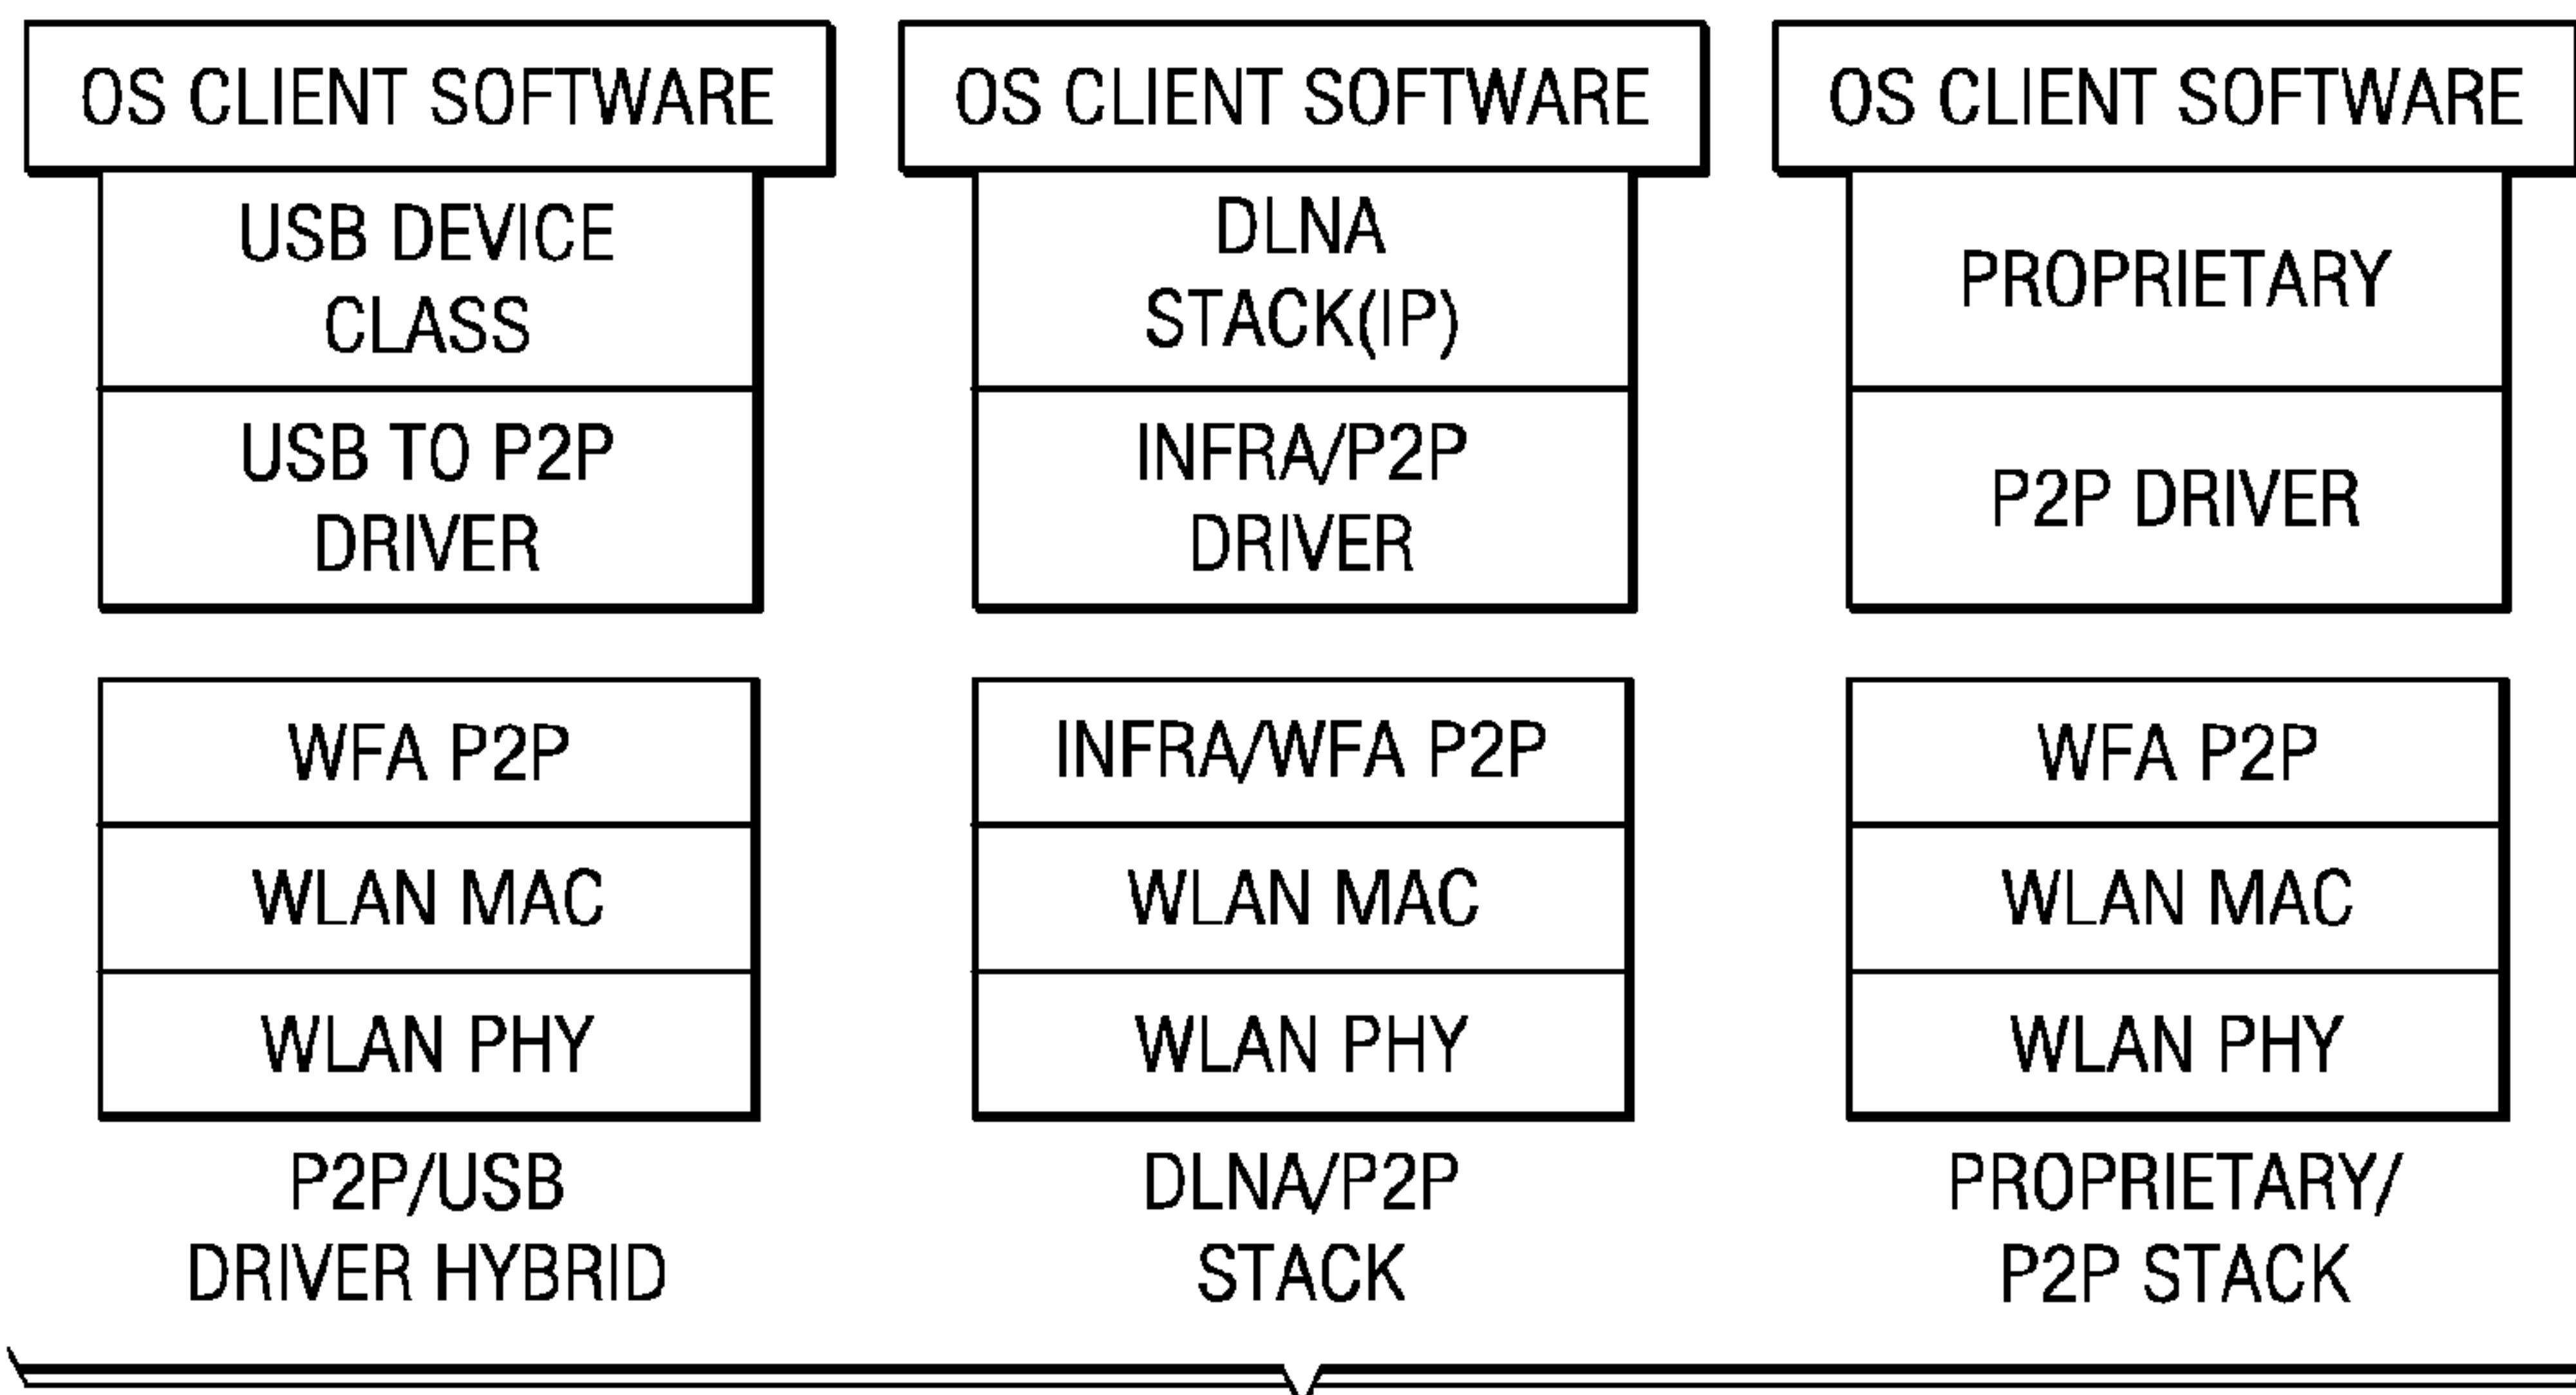 OS CLIENT SOFTWARE
USB DEVICE
CLASS
USB TO P2P
DRIVER
WFA P2P
WLAN MAC
WLAN PHY
P2P/USB
DRIVER HYBRID
OS CLIENT SOFTWARE
DLNA
STACK(IP)
INFRA/P2P
DRIVER
INFRA/WFA P2P
WLAN MAC
WLAN PHY
DLNA/P2P
STACK
OS CLIENT SOFTWARE
PROPRIETARY
P2P DRIVER
WFA P2P
WLAN MAC
WLAN PHY
PROPRIETARY/
P2P STACK